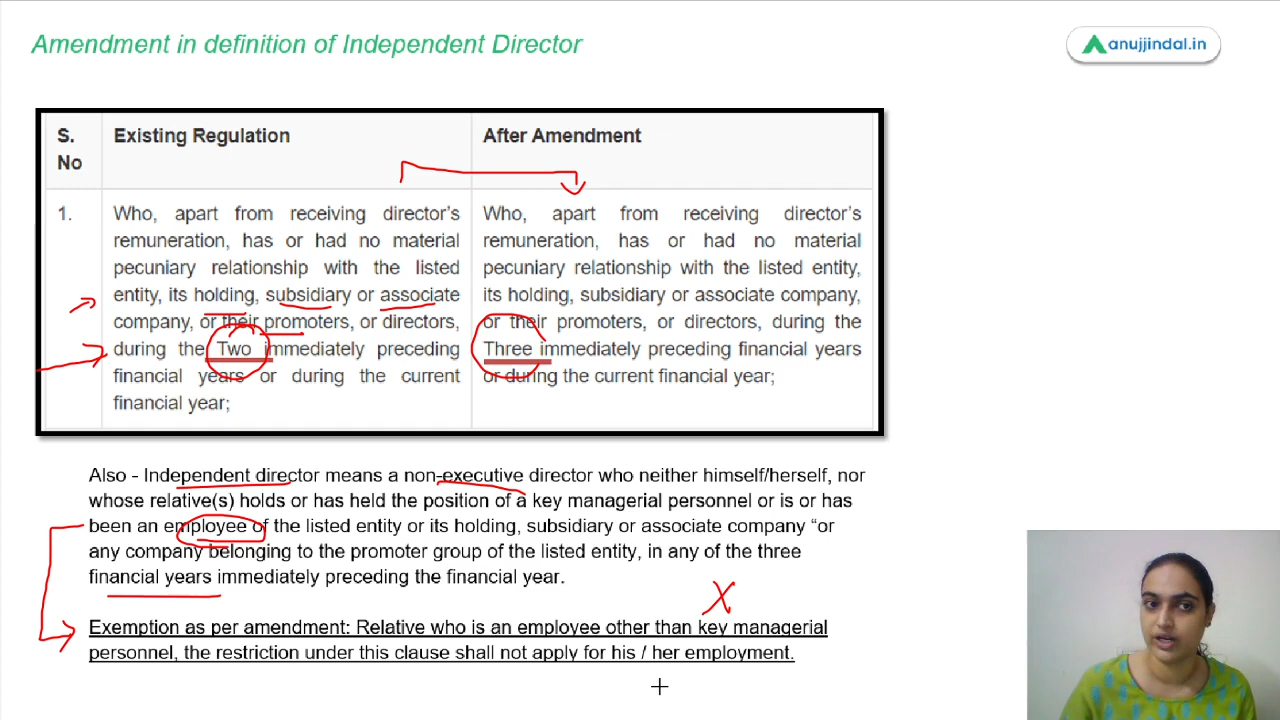 Amendment in definition of Independent Director
anujjindal.in
S. No
Existing Regulation
After Amendment
1.
Who, apart from receiving director's
remuneration, has or had no material
pecuniary relationship with the listed
entity, its holding, subsidiary or associate
company, or their promoters, or directors,
during the Two immediately preceding
financial years or during the current
financial year;
Who, apart from receiving director's
remuneration, has or had no material
pecuniary relationship with the listed entity,
its holding, subsidiary or associate company,
or their promoters, or directors, during the
Three immediately preceding financial years
or during the current financial year;
Also - Independent director means a non-executive director who neither himself/herself, nor
whose relative(s) holds or has held the position of a key managerial personnel or is or has
been an employee of the listed entity or its holding, subsidiary or associate company “or
any company belonging to the promoter group of the listed entity, in any of the three
financial years immediately preceding the financial year.
X
Exemption as per amendment: Relative who is an employee other than key managerial
personnel, the restriction under this clause shall not apply for his / her employment.